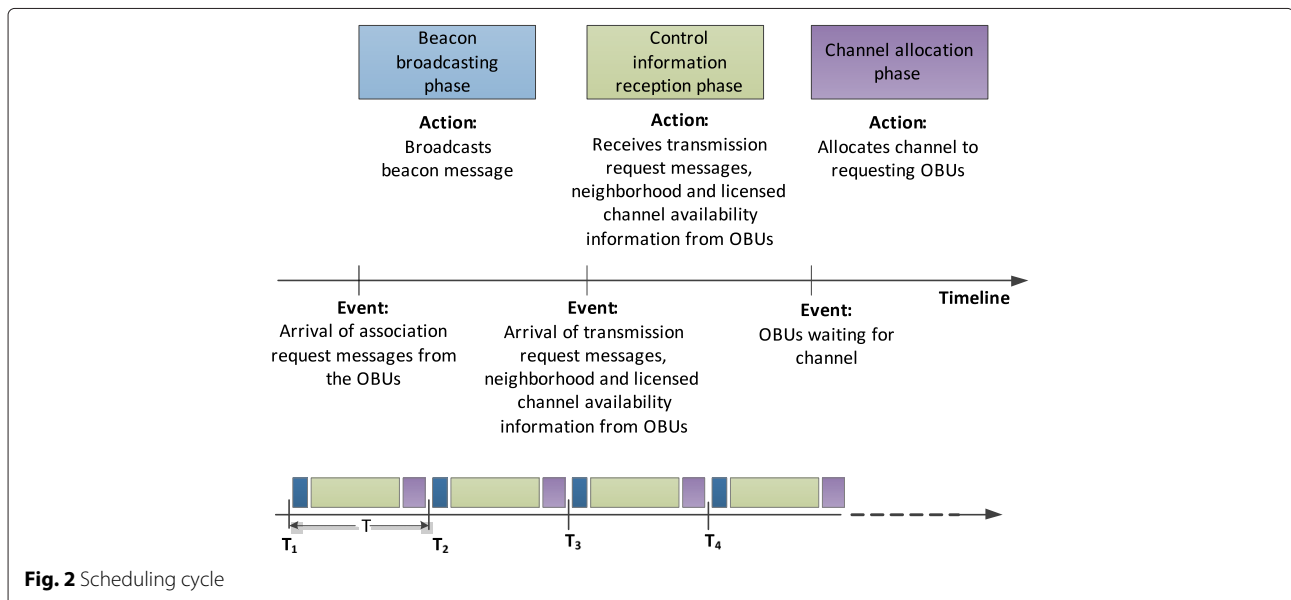 Beacon
broadcasting
phase
Control
information
reception phase
Channel allocation
phase
Action:
Broadcasts
beacon message
Action:
Receives transmission
request messages,
neighborhood and licensed
channel availability
information from OBUs
Action:
Allocates channel to
requesting OBUs
Timeline
Event:
Arrival of association
request messages from
the OBUs
Event:
Arrival of transmission
request messages,
neighborhood and licensed
channel availability
information from OBUs
Event:
OBUs waiting for
channel
T
T₁
T₂
T₃
T₄
Fig. 2 Scheduling cycle